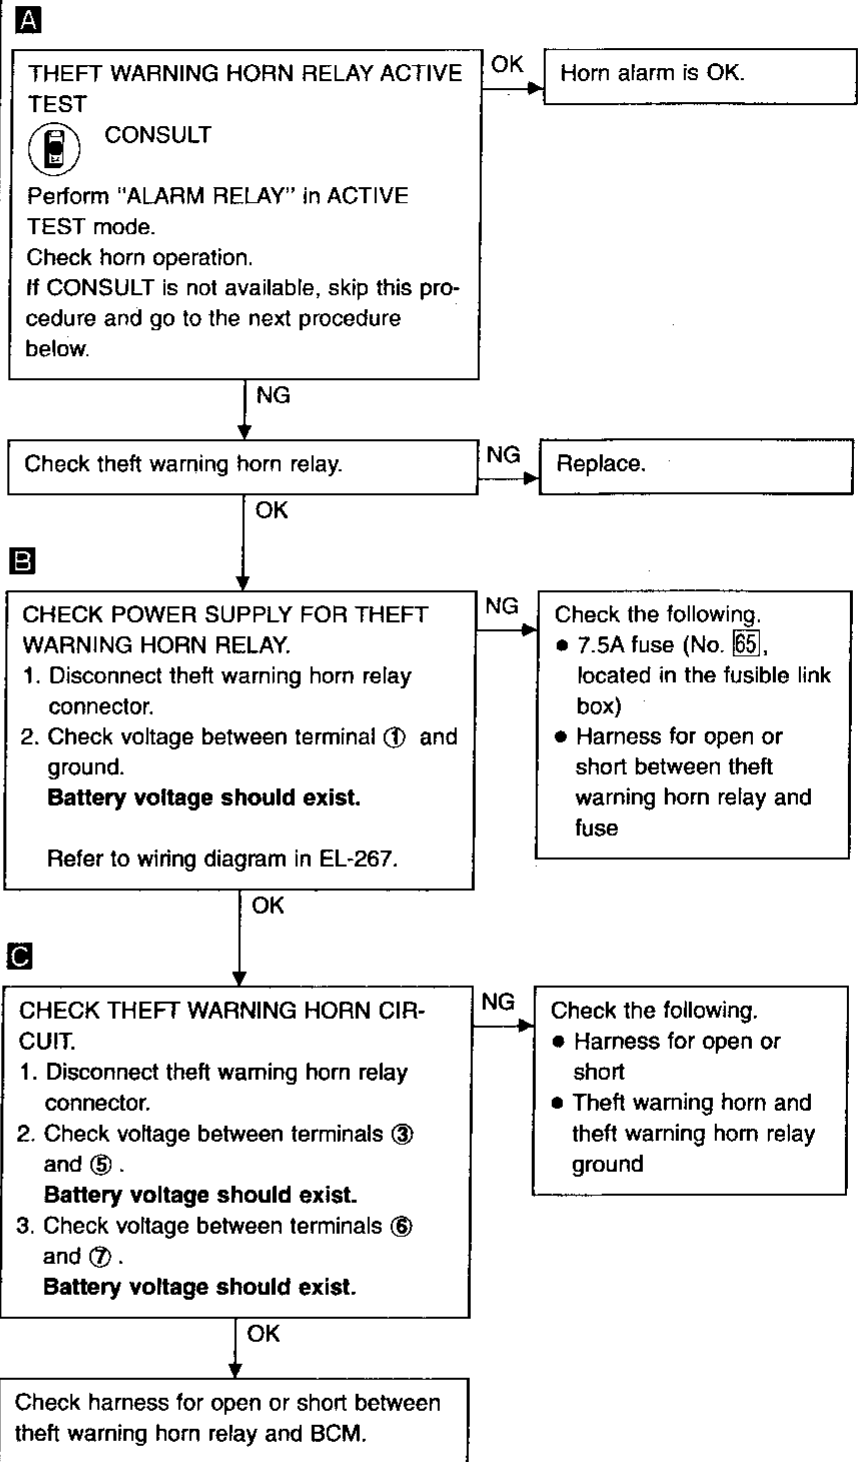 A
THEFT WARNING HORN RELAY ACTIVE
TEST
CONSULT
Perform "ALARM RELAY" in ACTIVE
TEST mode.
Check horn operation.
If CONSULT is not available, skip this pro-
cedure and go to the next procedure
below.
OK
Horn alarm is OK.
NG
Check theft warning horn relay.
NG
Replace.
OK
B
CHECK POWER SUPPLY FOR THEFT
WARNING HORN RELAY.
1. Disconnect theft warning horn relay
connector.
2. Check voltage between terminal ① and
ground.
Battery voltage should exist.
Refer to wiring diagram in EL-267.
NG
Check the following.
● 7.5A fuse (No. 65,
located in the fusible link
box)
● Harness for open or
short between theft
warning horn relay and
fuse
OK
C
CHECK THEFT WARNING HORN CIR-
CUIT.
1. Disconnect theft warning horn relay
connector.
2. Check voltage between terminals ③
and ⑤ .
Battery voltage should exist.
3. Check voltage between terminals ⑥
and ⑦ .
Battery voltage should exist.
NG
Check the following.
● Harness for open or
short
● Theft warning horn and
theft warning horn relay
ground
OK
Check harness for open or short between
theft warning horn relay and BCM.